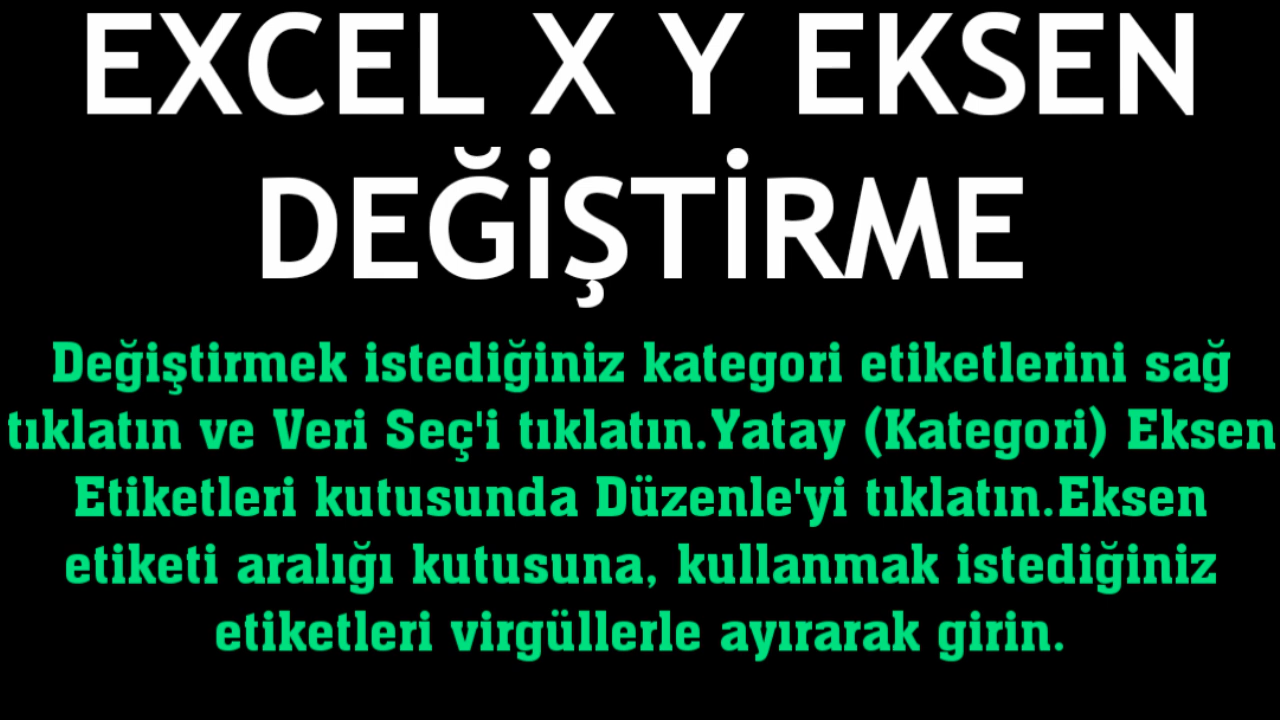 EXCEL X Y EKSEN
DEĞİŞTİRME
Değiştirmek istediğiniz kategori etiketlerini sağ
tıklatın ve Veri Seç'i tıklatın.Yatay (Kategori) Eksen
Etiketleri kutusunda Düzenle'yi tıklatın.Eksen
etiketi aralığı kutusuna, kullanmak istediğiniz
etiketleri virgüllerle ayırarak girin.